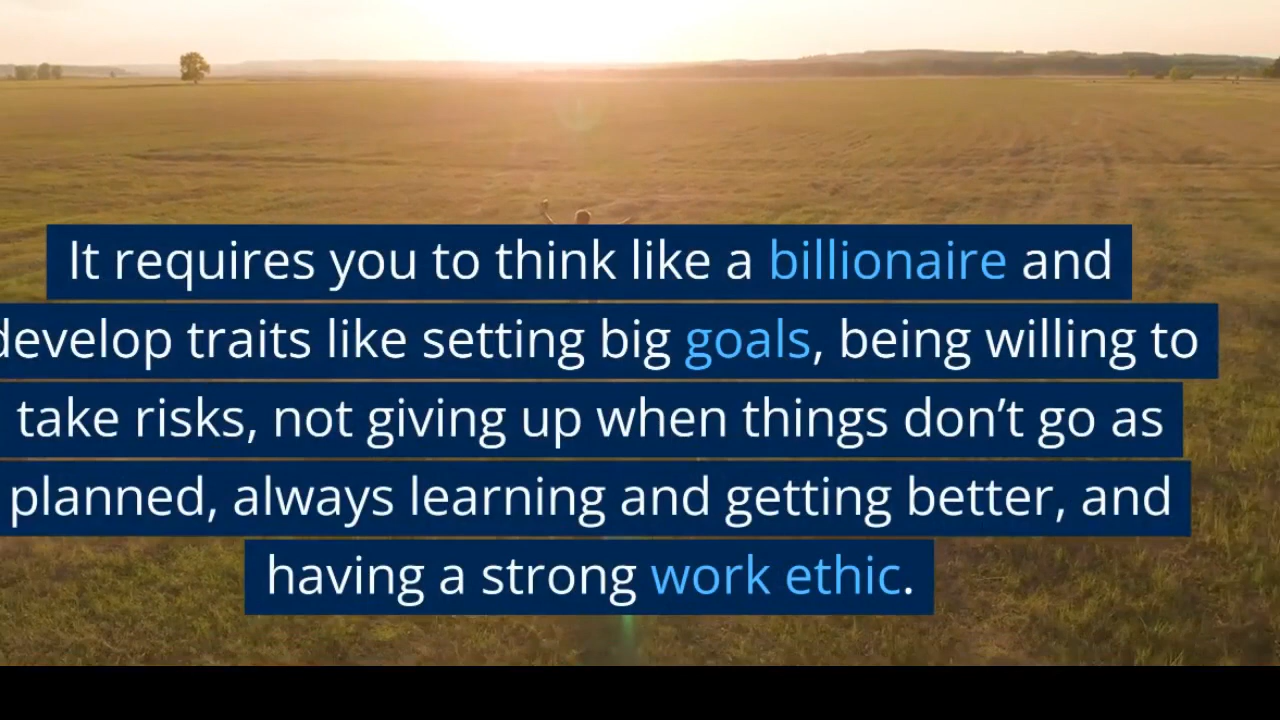 It requires you to think like a billionaire and
develop traits like setting big goals, being willing to
take risks, not giving up when things don’t go as
planned, always learning and getting better, and
having a strong work ethic.